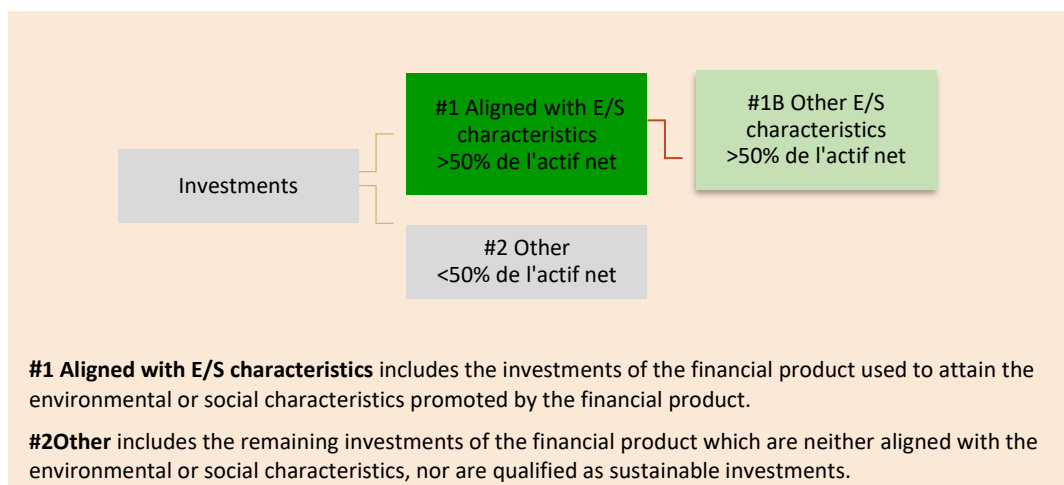 #1 Aligned with E/S
characteristics
>50% de l'actif net
#1B Other E/S
characteristics
>50% de l'actif net
Investments
#2 Other
<50% de l'actif net
#1 Aligned with E/S characteristics includes the investments of the financial product used to attain the
environmental or social characteristics promoted by the financial product.
#2Other includes the remaining investments of the financial product which are neither aligned with the
environmental or social characteristics, nor are qualified as sustainable investments.